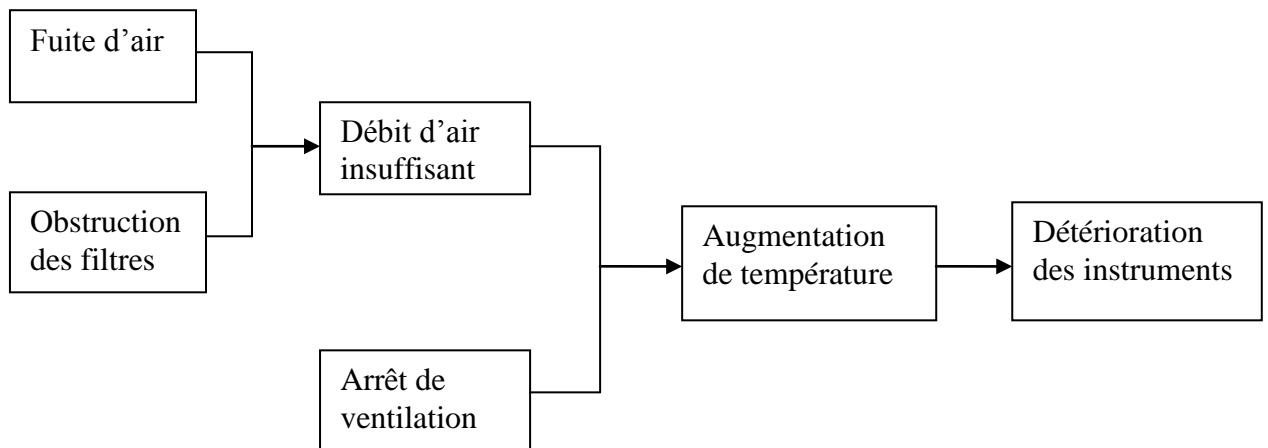 Fuite d’air
Débit d’air
insuffisant
Obstruction
des filtres
Augmentation
de température
Détérioration
des instruments
Arrêt de
ventilation